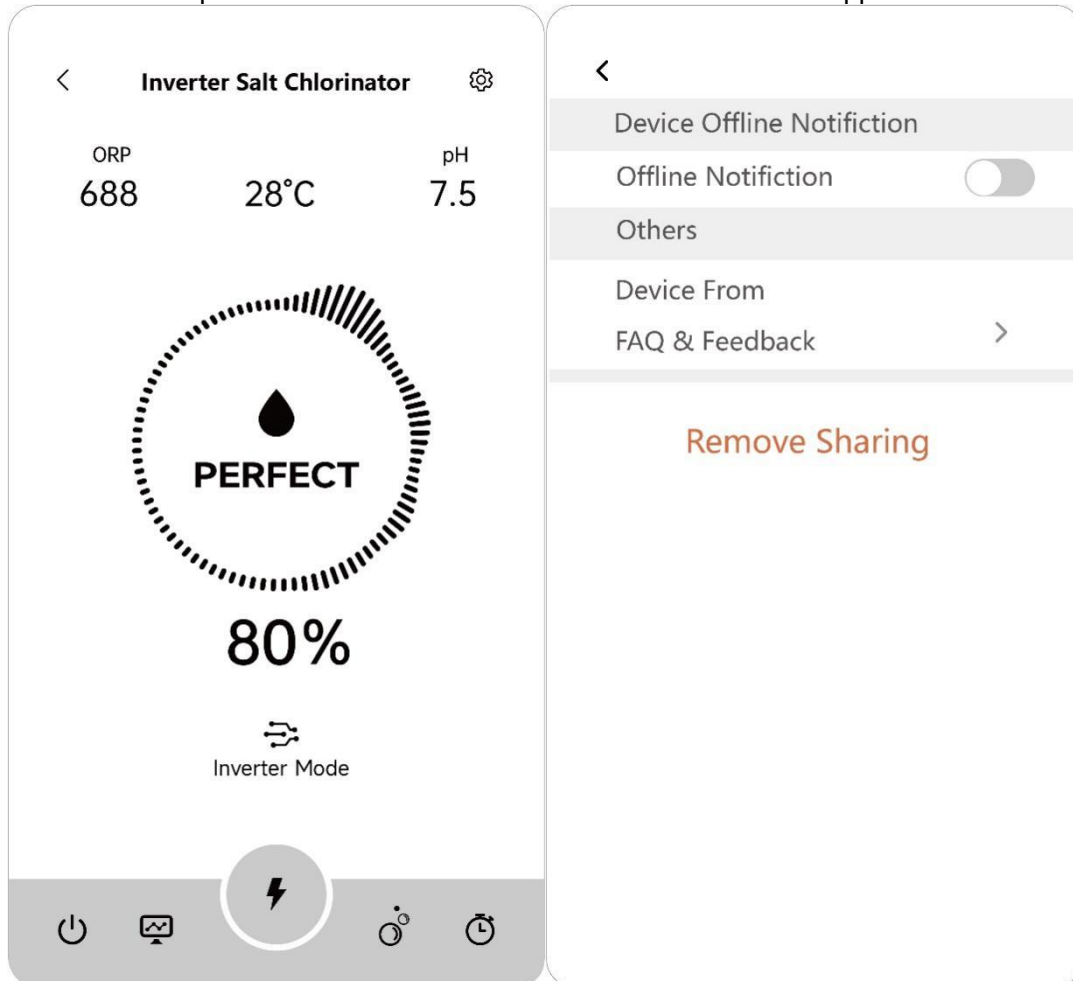 Inverter Salt Chlorinator
ORP
688
28°C
pH
7.5
PERFECT
80%
Inverter Mode
Device Offline Notifiction
Offline Notifiction
Others
Device From
FAQ & Feedback
Remove Sharing